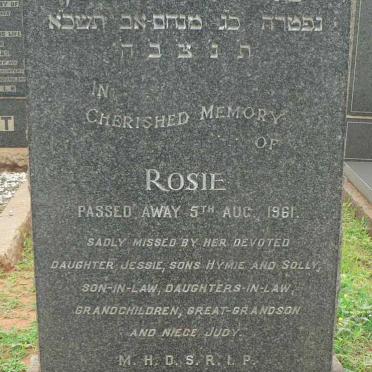 נפטרה כג מנחם-אב תשכא
ת נ צ ב ה
IN
CHERISHED MEMORY
OF
ROSIE
PASSED AWAY 5TH AUG., 1961.
SADLY MISSED BY HER DEVOTED
DAUGHTER JESSIE, SONS HYMIE AND SOLLY,
SON-IN-LAW, DAUGHTERS-IN-LAW,
GRANDCHILDREN, GREAT-GRANDSON
AND NIECE JUDY.
M. H. D. S. R. I. P.